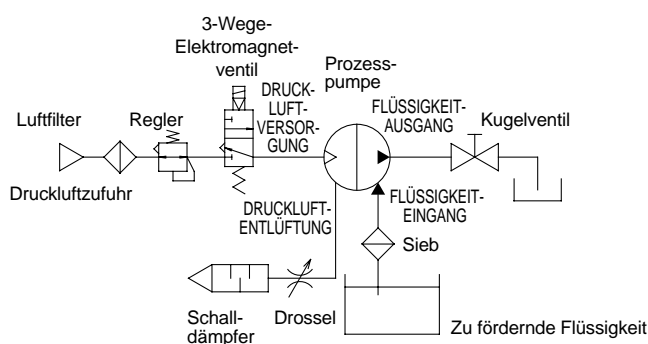 3-Wege-
Elektromagnet-
ventil
Prozess-
pumpe
DRUCK-
LUFT-
VERSOR-
GUNG
FLÜSSIGKEIT-
AUSGANG
Kugelventil
Luftfilter
Regler
Druckluftzufuhr
DRUCKLUFT-
ENTLÜFTUNG
FLÜSSIGKEIT-
EINGANG
Sieb
Schall-
dämpfer
Drossel
Zu fördernde Flüssigkeit